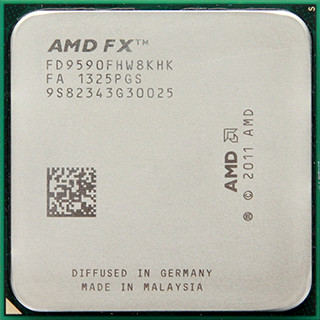 AMD FX™
FD9590FHW8KHK
FA 1325PGS
9S82343G30025
AMD
© 2011 AMD
DIFFUSED IN GERMANY
MADE IN MALAYSIA